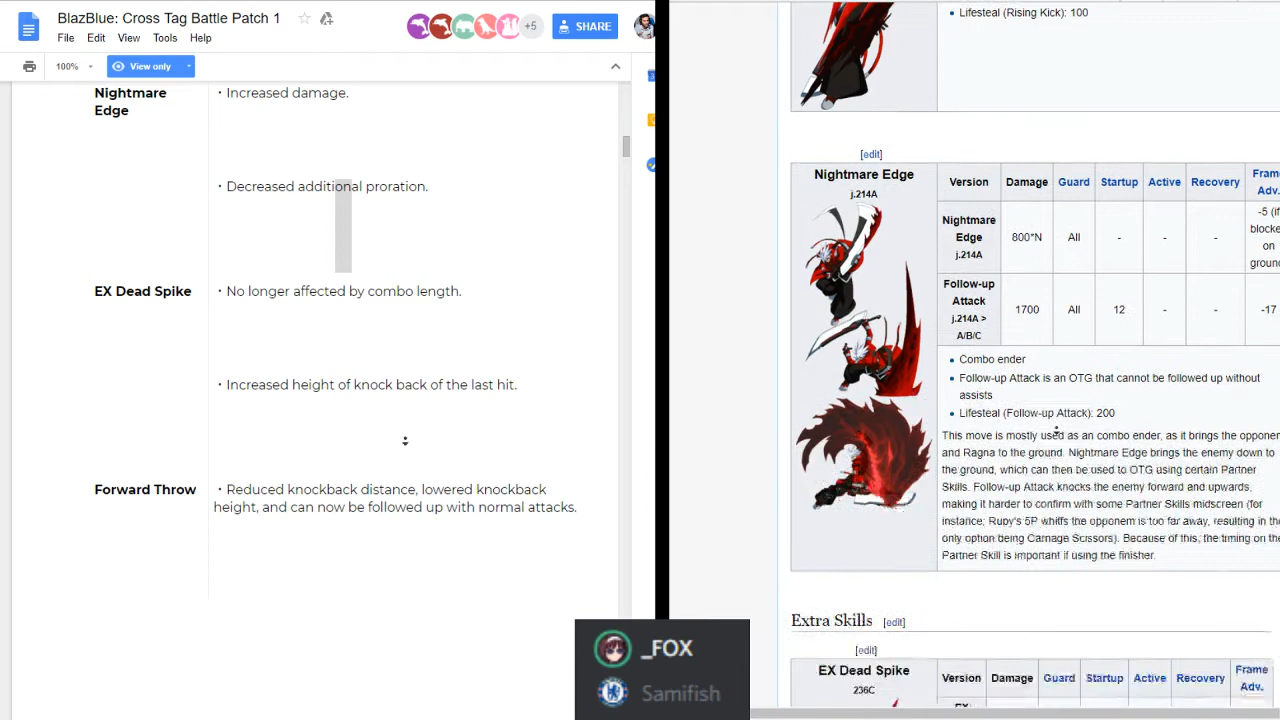 BlazBlue: Cross Tag Battle Patch 1
File Edit View Tools Help
+5
SHARE
100%
View only
Nightmare
Edge
・Increased damage.
・Decreased additional proration.
EX Dead Spike
・No longer affected by combo length.
・Increased height of knock back of the last hit.
Forward Throw
・Reduced knockback distance, lowered knockback
height, and can now be followed up with normal attacks.
Lifesteal (Rising Kick): 100
[edit]
Nightmare Edge
j.214A
Version Damage Guard Startup Active Recovery Frame
Adv.
Nightmare
Edge
j.214A
800*N All - - - -5 (if
blocke
on
ground
Follow-up
Attack
j.214A >
A/B/C
1700 All 12 - - -17
• Combo ender
• Follow-up Attack is an OTG that cannot be followed up without
assists
• Lifesteal (Follow-up Attack): 200
This move is mostly used as an combo ender, as it brings the opponen
and Ragna to the ground. Nightmare Edge brings the enemy down to
the ground, which can then be used to OTG using certain Partner
Skills. Follow-up Attack knocks the enemy forward and upwards,
making it harder to confirm with some Partner Skills midscreen (for
instance; Ruby's 5P whiffs the opponent is too far away, resulting in the
only option being Carnage Scissors). Because of this, the timing on the
Partner Skill is important if using the finisher.
Extra Skills [edit]
[edit]
EX Dead Spike
236C
Version Damage Guard Startup Active Recovery Frame
Adv.
_FOX
Samifish